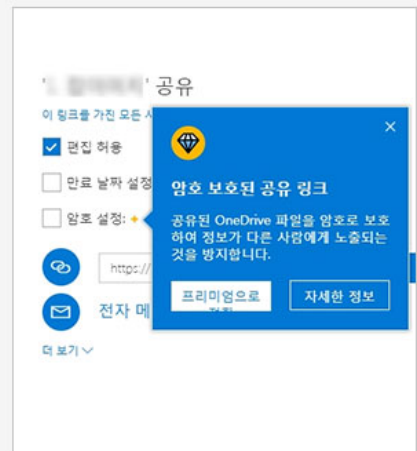 ' ' 공유
이 링크를 가진 모든
편집 허용
만료 날짜 설정
암호 설정:
암호 보호된 공유 링크
공유된 OneDrive 파일을 암호로 보호
하여 정보가 다른 사람에게 노출되는
것을 방지합니다.
프리미엄으로
자세한 정보
https://
전자 메
더 보기